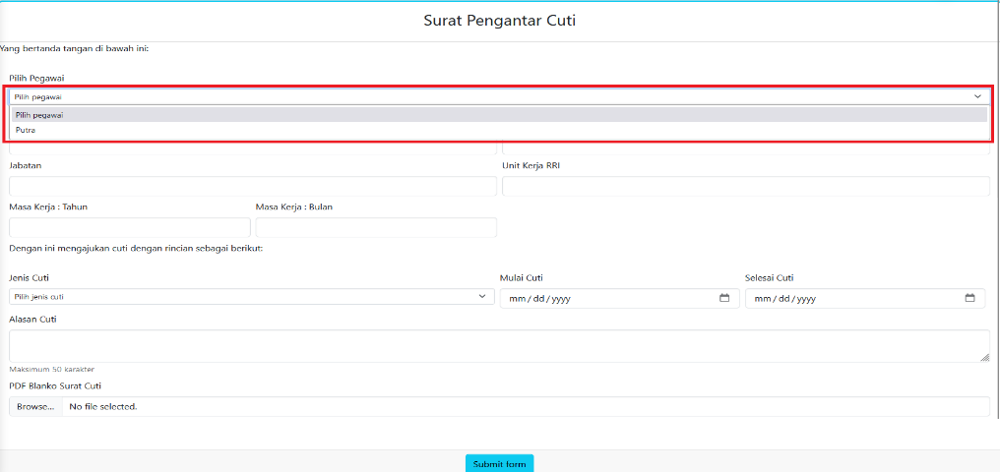 Surat Pengantar Cuti
Yang bertanda tangan di bawah ini:
Pilih Pegawai
Pilih pegawai
Pilih pegawai
Putra
Jabatan Unit Kerja RRI
Masa Kerja : Tahun Masa Kerja : Bulan
Dengan ini mengajukan cuti dengan rincian sebagai berikut:
Jenis Cuti Mulai Cuti Selesai Cuti
Pilih jenis cuti mm / dd / yyyy mm / dd / yyyy
Alasan Cuti
Maksimum 50 karakter
PDF Blanko Surat Cuti
Browse... No file selected.
Submit form